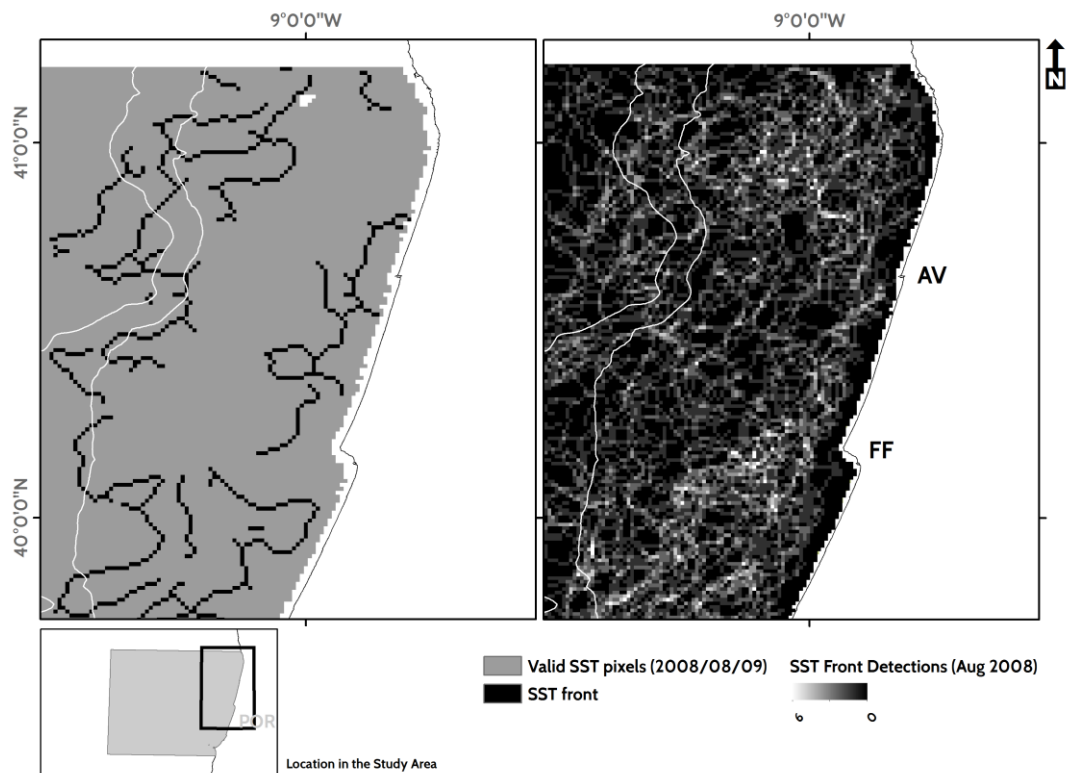 9°0'0"W
9°0'0"W
N
41°0'0"N
AV
FF
40°0'0"N
Valid SST pixels (2008/08/09)
SST front
SST Front Detections (Aug 2008)
6
0
POR
Location in the Study Area